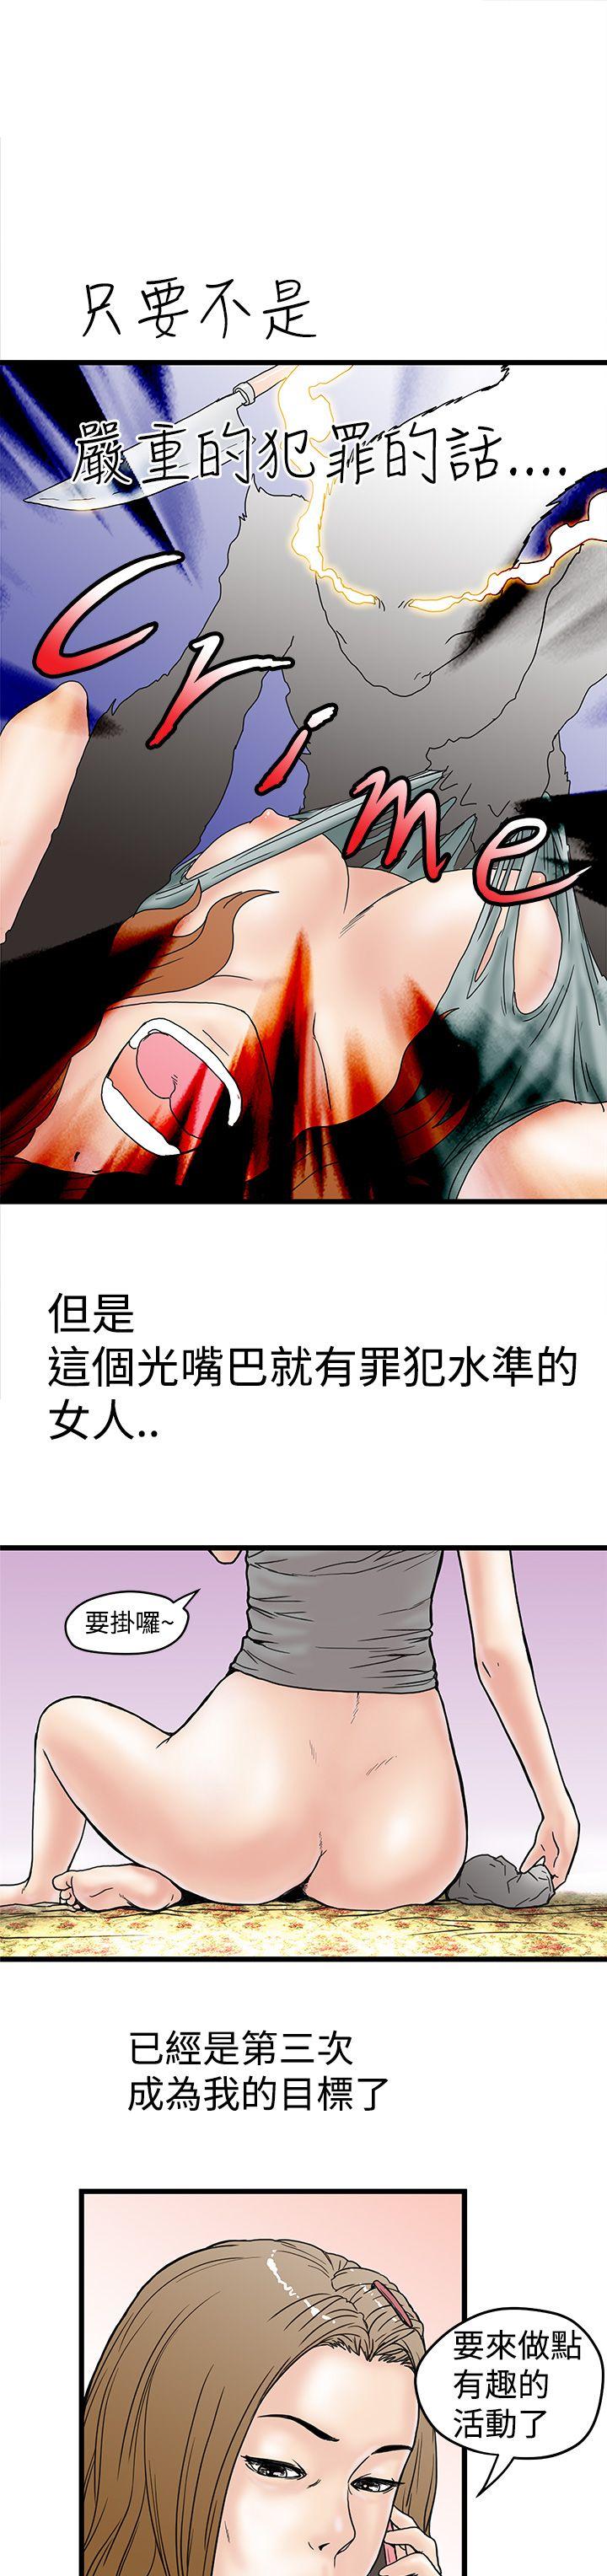 只要不是
嚴重的犯罪的話....
Crime
但是
這個光嘴巴就有罪犯水準的
女人..
要掛囉~
已經是第三次
成為我的目標了
要來做點
有趣的
活動了